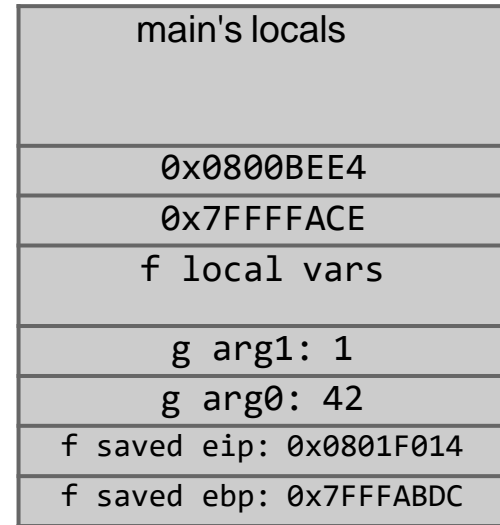 main's locals
0x0800BEE4
0x7FFFFACE
f local vars
g arg1: 1
g arg0: 42
f saved eip: 0x0801F014
f saved ebp: 0x7FFFABDC